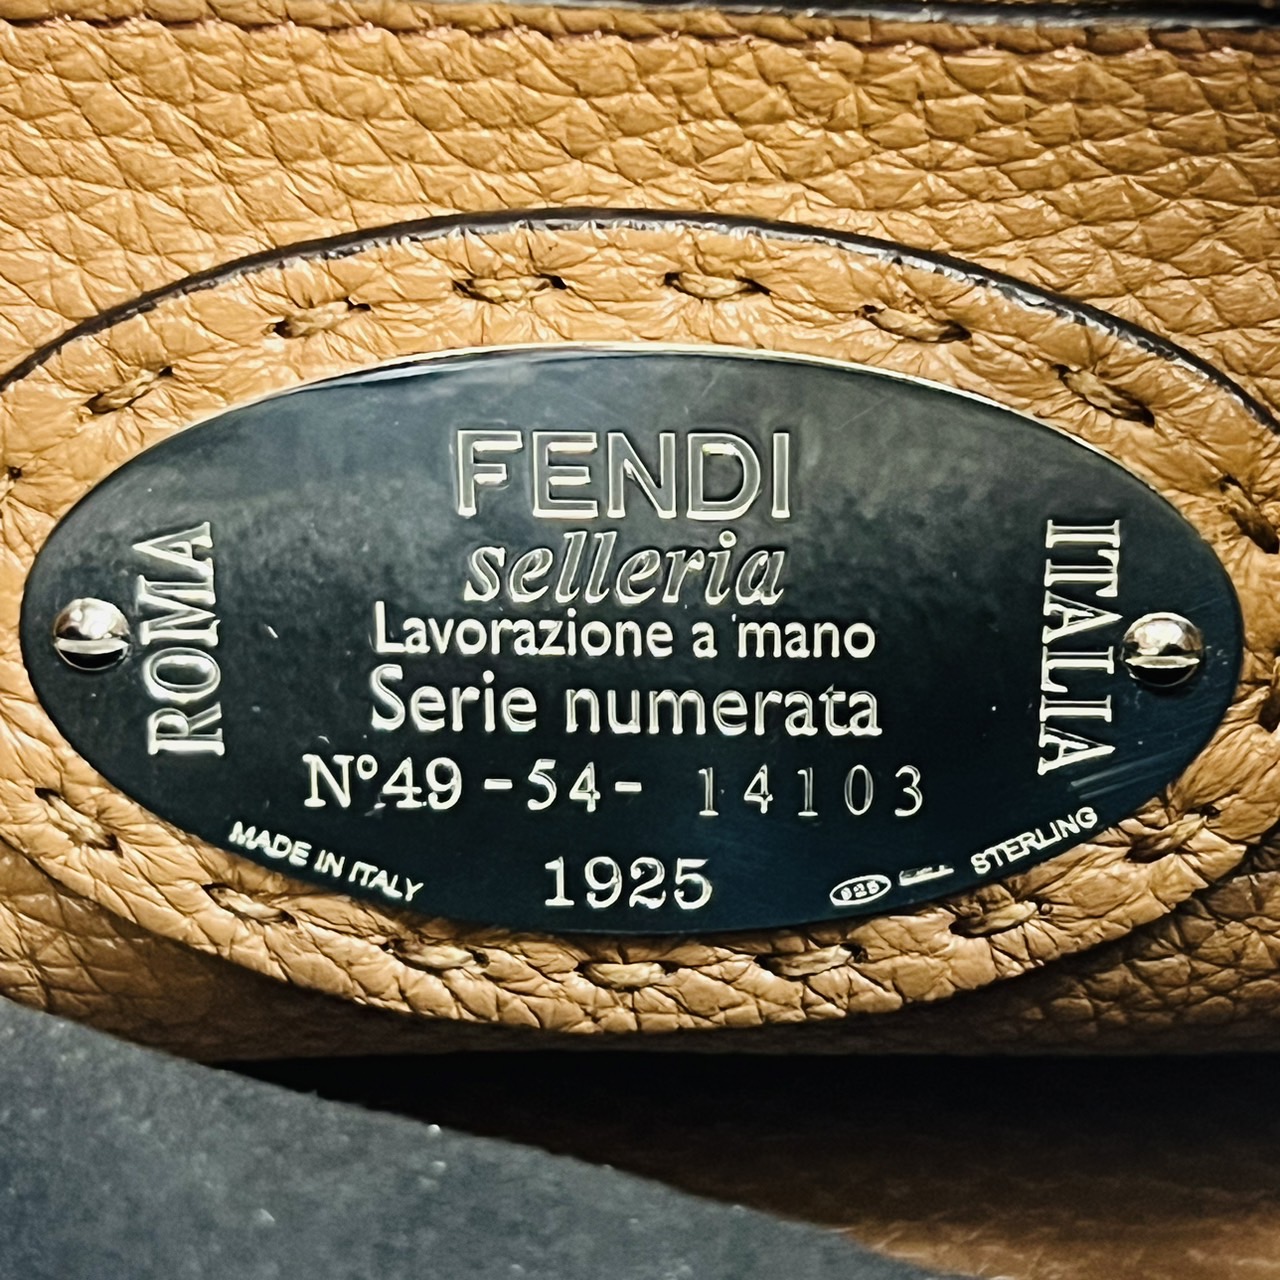 FENDI
selleria
Lavorazione a mano
Serie numerata
N°49-54- 14103
1925
ROMA
ITALIA
MADE IN ITALY
925
STERLING